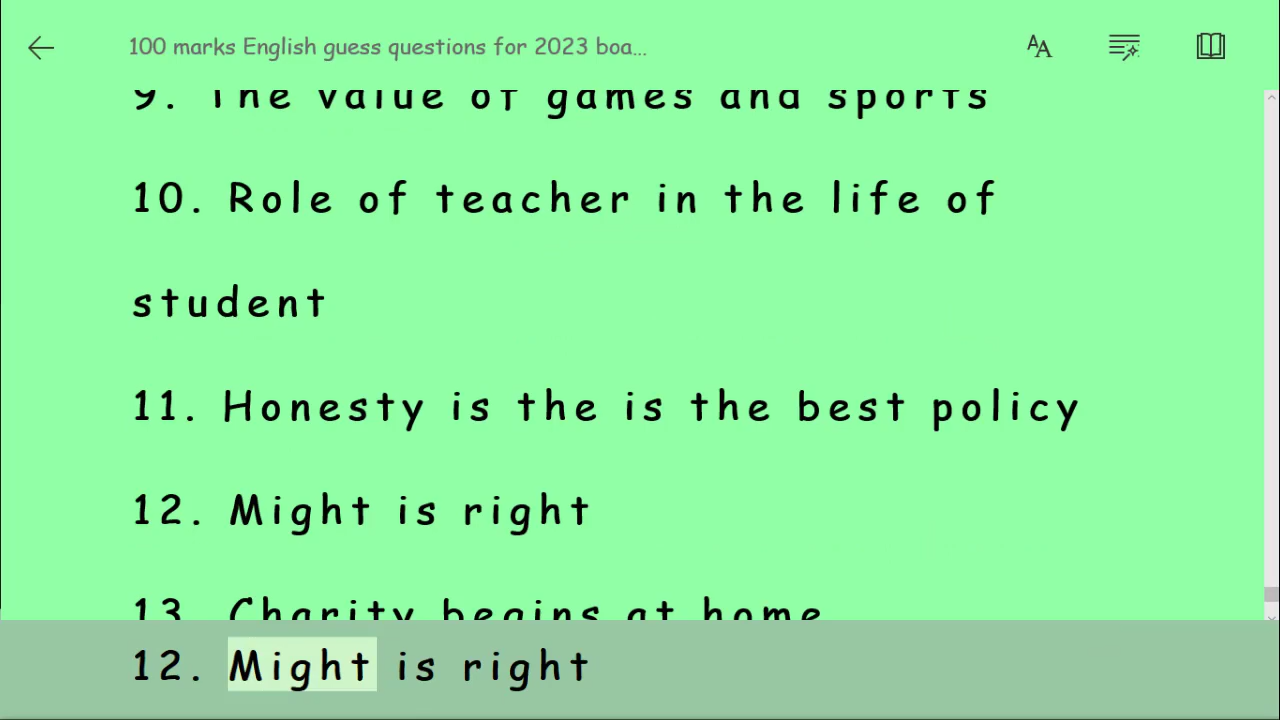 100 marks English guess questions for 2023 boa...
9. The value of games and sports
10. Role of teacher in the life of
student
11. Honesty is the is the best policy
12. Might is right
13. Charity begins at home
12. Might is right